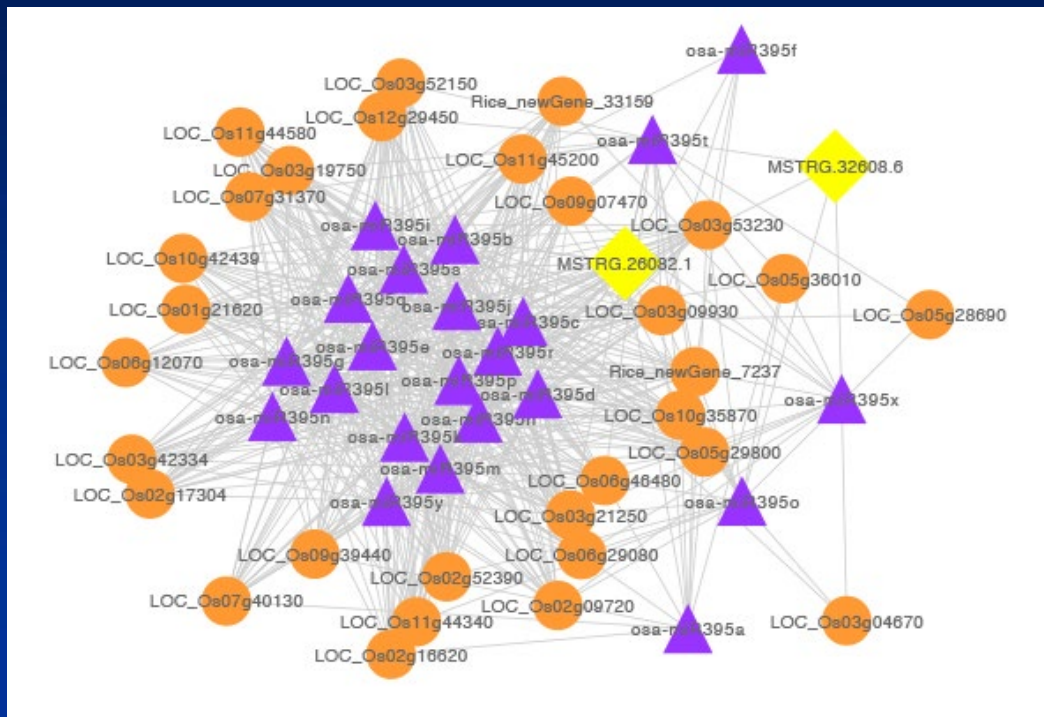 osa-miR395f
LOC_Os03g52150
Rice_newGene_33159
LOC_Os12g29450
LOC_Os11g44580
osa-miR395t
LOC_Os11g45200
MSTRG.32608.6
LOC_Os03g19750
LOC_Os07g31370
LOC_Os09g07470
osa-miR395i
LOC_Os03g53230
osa-miR395b
LOC_Os10g42439
MSTRG.26082.1
osa-miR395s
LOC_Os05g36010
osa-miR395q
osa-miR395j
LOC_Os01g21620
LOC_Os03g09930
LOC_Os05g28690
osa-miR395c
osa-miR395e
osa-miR395r
osa-miR395g
LOC_Os06g12070
Rice_newGene_7237
osa-miR395p
osa-miR395l
osa-miR395d
osa-miR395x
LOC_Os10g35870
osa-miR395n
osa-miR395h
osa-miR395k
LOC_Os05g29800
LOC_Os03g42334
osa-miR395m
LOC_Os06g46480
LOC_Os02g17304
osa-miR395y
osa-miR395o
LOC_Os03g21250
LOC_Os09g39440
LOC_Os06g29080
LOC_Os02g52390
LOC_Os07g40130
LOC_Os02g09720
LOC_Os11g44340
LOC_Os03g04670
osa-miR395a
LOC_Os02g16620